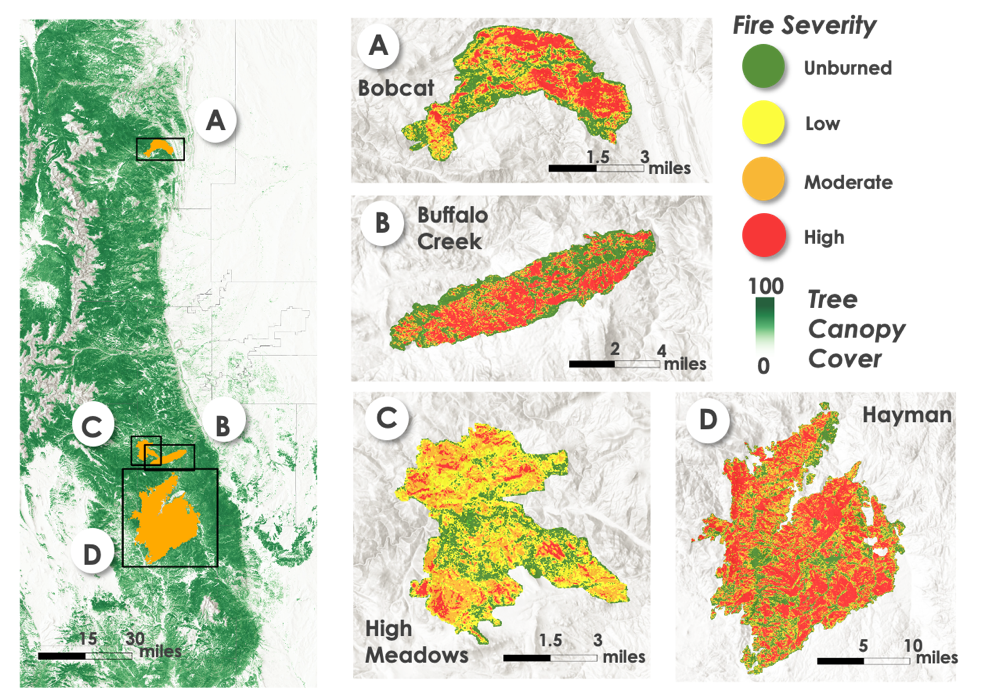 A
C
B
D
15 30
miles
A
Bobcat
1.5 3
miles
B
Buffalo
Creek
2 4
miles
C
High
Meadows
1.5 3
miles
D
Hayman
5 10
miles
Fire Severity
Unburned
Low
Moderate
High
100
0
Tree
Canopy
Cover